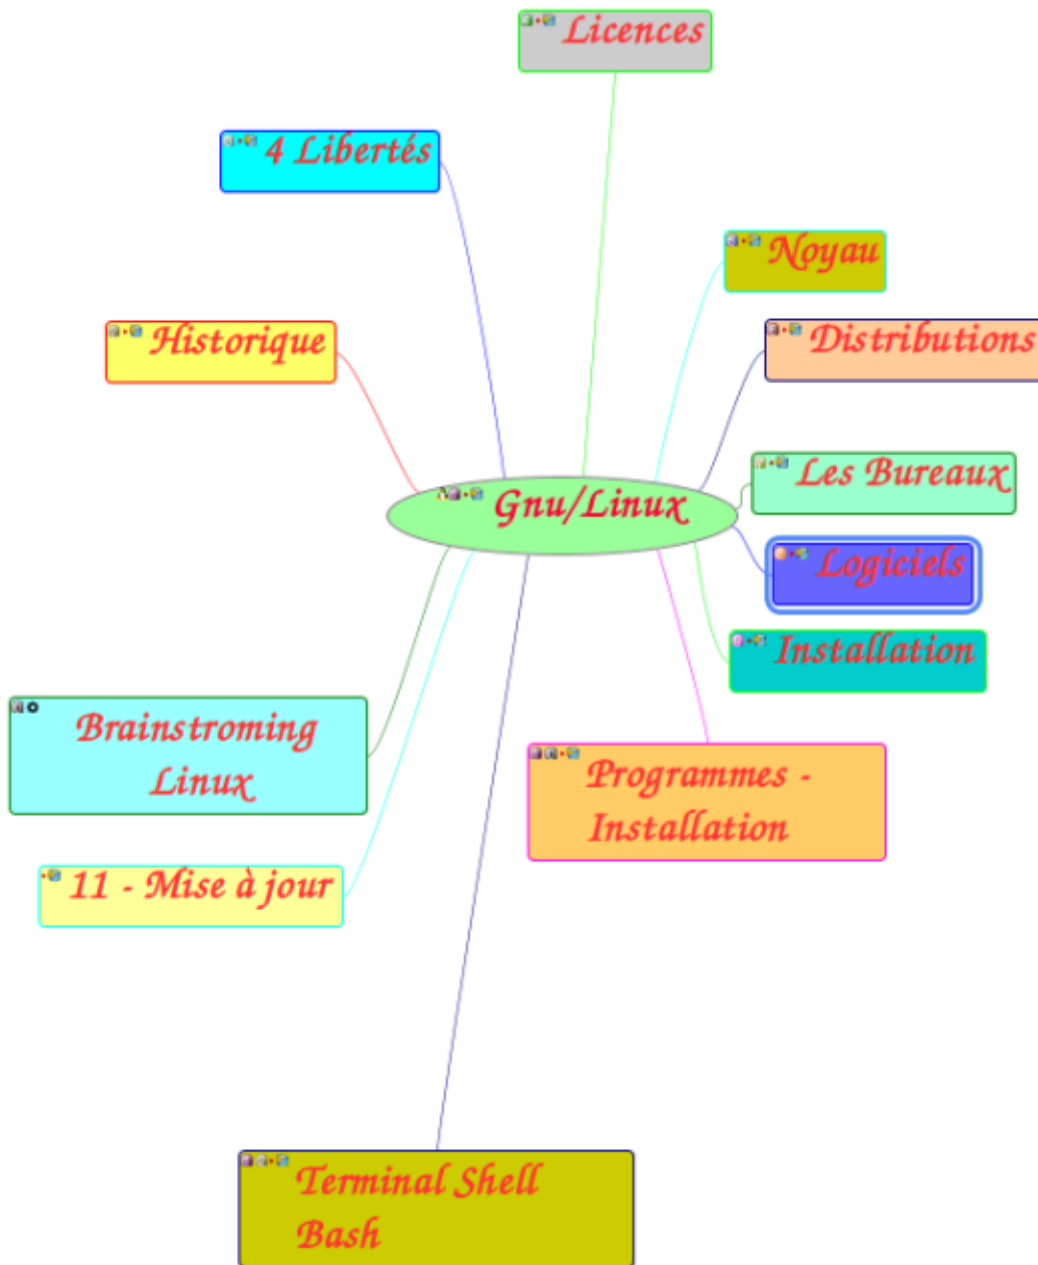 Licences
4 Libertés
Noyau
Historique
Distributions
Les Bureaux
Gnu/Linux
Logiciels
Installation
Brainstroming
Linux
Programmes -
Installation
11 - Mise à jour
Terminal Shell
Bash